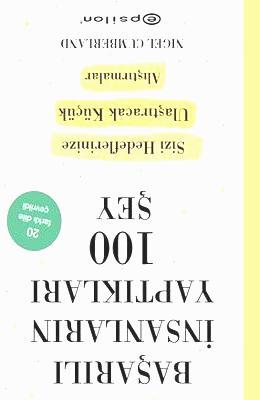 BAŞARILI
İNSANLARIN
YAPTIKLARI
100
ŞEY
20
farklı dile
çevrildi
Sizi Hedeflerinize
Ulaştıracak Küçük
Alıştırmalar
NIGEL CUMBERLAND
epsilon